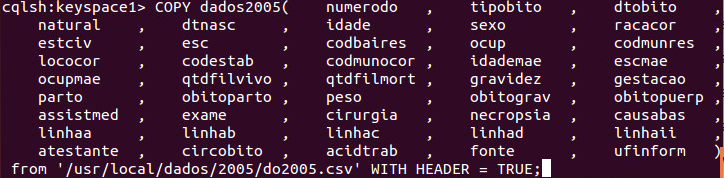 cqlsh:keyspace1> COPY dados2005( numerodo , tipobito , dtobito ,
natural , dtnasc , idade , sexo , racacor ,
estciv , esc , codbaires , ocup , codmunres ,
lococor , codestab , codmunocor , idademae , escmae ,
ocupmae , qtdfilvivo , qtdfilmort , gravidez , gestacao ,
parto , obitoparto , peso , obitograv , obitopuerp ,
assistmed , exame , cirurgia , necropsia , causabas ,
linhaa , linhab , linhac , linhad , linhaii ,
atestante , circobito , acidtrab , fonte , ufinform )
from '/usr/local/dados/2005/do2005.csv' WITH HEADER = TRUE;